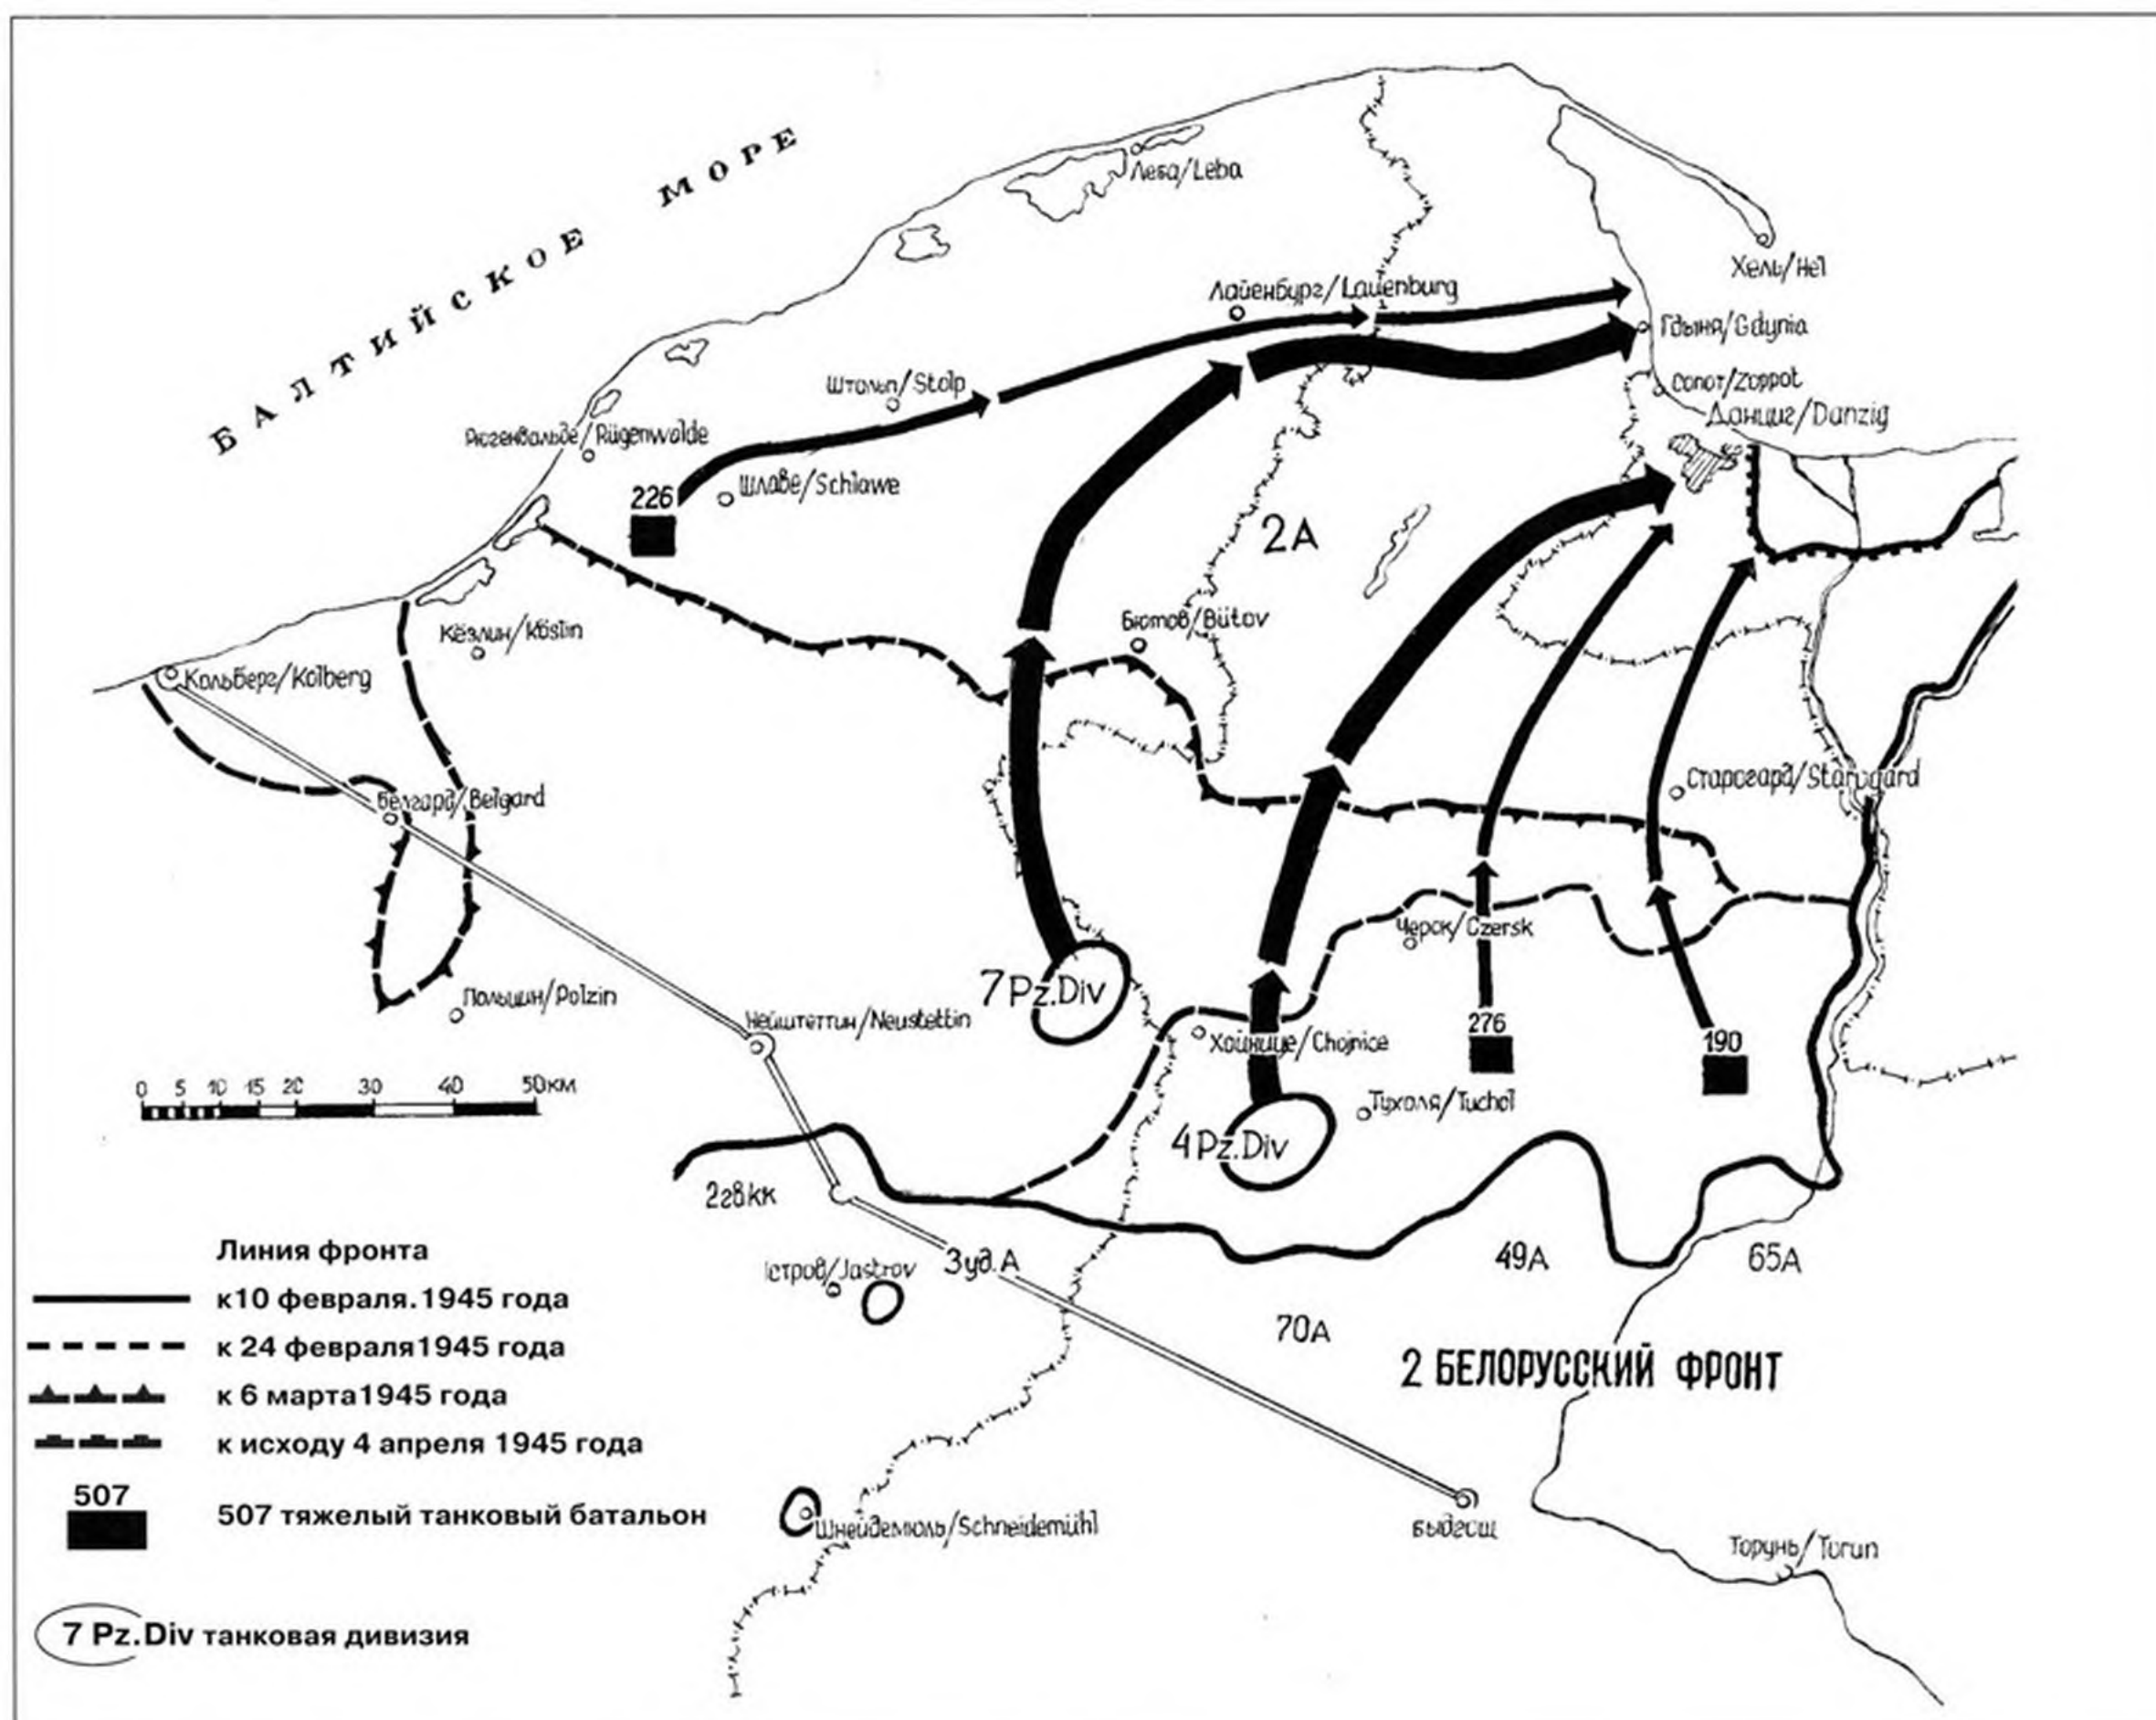 БАЛТИЙСКОЕ МОРЕ
Леба/Leba
Хель/Hel
Лауенбург/Lauenburg
Гдыня/Gdynia
Штольп/Stolp
Сопот/Zoppot
Данциг/Danzig
Рюгенвальде/Rügenwalde
Шлаве/Schlawe
226
2А
Бютов/Bütov
Кёзлин/Köslin
Кольберг/Kolberg
Старогард/Starogard
Белгард/Belgard
Черск/Czersk
7 Pz.Div
Польцин/Polzin
Нейштеттин/Neustettin
276
190
Хойнице/Chojnice
0 5 10 15 20 30 40 50км
Тухоля/Tuchol
4 Pz.Div
2гвкк
Линия фронта
3 уд.А
49А
65А
/Jastrov
к10 февраля.1945 года
70А
к 24 февраля1945 года
2 БЕЛОРУССКИЙ ФРОНТ
к 6 марта1945 года
к исходу 4 апреля 1945 года
507
507 тяжелый танковый батальон
Шнейдемюль/Schneidemühl
Быдгощ
Торунь/Torun
7 Pz.Div танковая дивизия